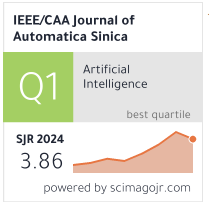 IEEE/CAA Journal of
Automatica Sinica
Q1
Artificial
Intelligence
best quartile
SJR 2024
3.86
powered by scimagojr.com